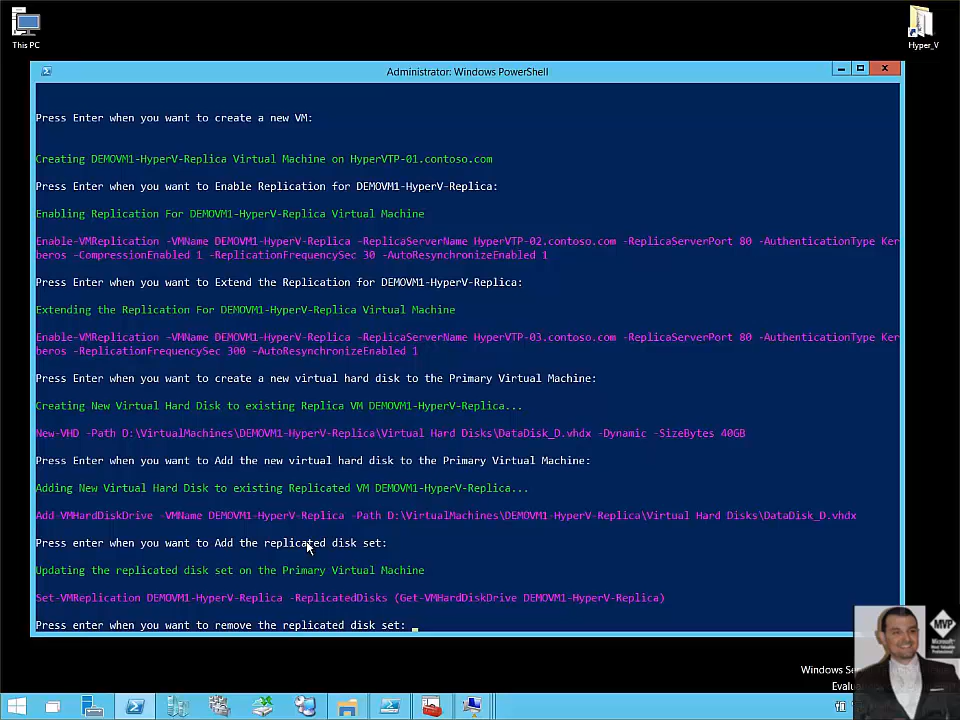 This PC
Hyper_V
Administrator: Windows PowerShell
Press Enter when you want to create a new VM:
Creating DEMOVM1-HyperV-Replica Virtual Machine on HyperVTP-01.contoso.com
Press Enter when you want to Enable Replication for DEMOVM1-HyperV-Replica:
Enabling Replication For DEMOVM1-HyperV-Replica Virtual Machine
Enable-VMReplication -VMName DEMOVM1-HyperV-Replica -ReplicaServerName HyperVTP-02.contoso.com -ReplicaServerPort 80 -AuthenticationType Ker
beros -CompressionEnabled 1 -ReplicationFrequencySec 30 -AutoResynchronizeEnabled 1
Press Enter when you want to Extend the Replication for DEMOVM1-HyperV-Replica:
Extending the Replication For DEMOVM1-HyperV-Replica Virtual Machine
Enable-VMReplication -VMName DEMOVM1-HyperV-Replica -ReplicaServerName HyperVTP-03.contoso.com -ReplicaServerPort 80 -AuthenticationType Ker
beros -ReplicationFrequencySec 300 -AutoResynchronizeEnabled 1
Press Enter when you want to create a new virtual hard disk to the Primary Virtual Machine:
Creating New Virtual Hard Disk to existing Replica VM DEMOVM1-HyperV-Replica...
New-VHD -Path D:\VirtualMachines\DEMOVM1-HyperV-Replica\Virtual Hard Disks\DataDisk_D.vhdx -Dynamic -SizeBytes 40GB
Press Enter when you want to Add the new virtual hard disk to the Primary Virtual Machine:
Adding New Virtual Hard Disk to existing Replicated VM DEMOVM1-HyperV-Replica...
Add-VMHardDiskDrive -VMName DEMOVM1-HyperV-Replica -Path D:\VirtualMachines\DEMOVM1-HyperV-Replica\Virtual Hard Disks\DataDisk_D.vhdx
Press enter when you want to Add the replicated disk set:
Updating the replicated disk set on the Primary Virtual Machine
Set-VMReplication DEMOVM1-HyperV-Replica -ReplicatedDisks (Get-VMHardDiskDrive DEMOVM1-HyperV-Replica)
Press enter when you want to remove the replicated disk set:
MVP
Microsoft
Windows Se
Evalua